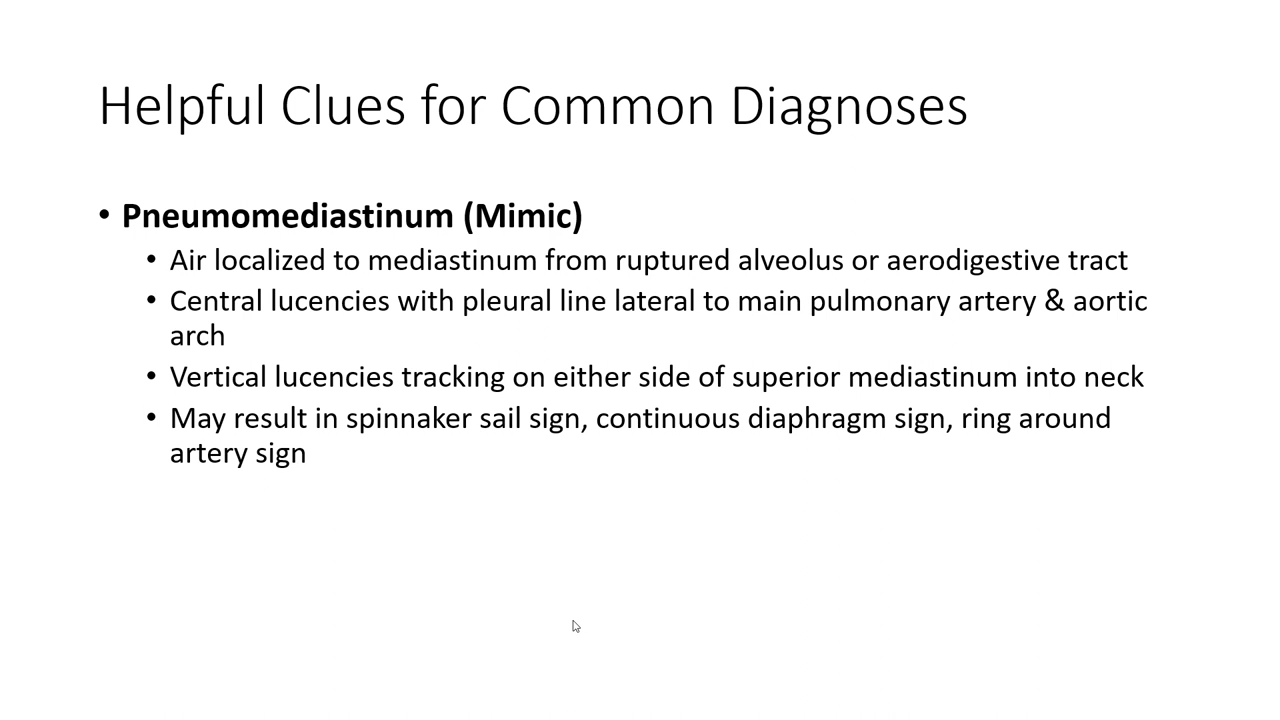 Helpful Clues for Common Diagnoses
• Pneumomediastinum (Mimic)
• Air localized to mediastinum from ruptured alveolus or aerodigestive tract
• Central lucencies with pleural line lateral to main pulmonary artery & aortic
arch
• Vertical lucencies tracking on either side of superior mediastinum into neck
• May result in spinnaker sail sign, continuous diaphragm sign, ring around
artery sign